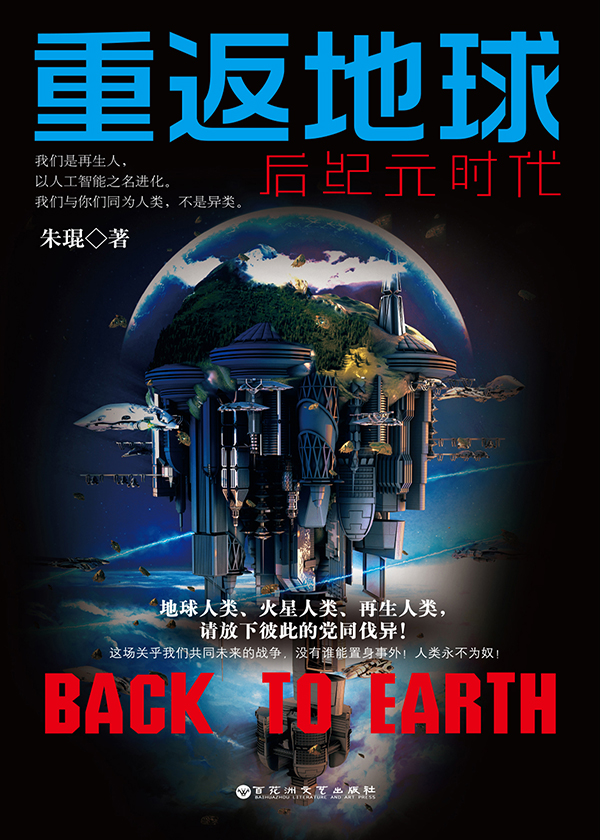 重返地球
后纪元时代
我们是再生人，
以人工智能之名进化。
我们与你们同为人类，不是异类。
朱琨◇著
地球人类、火星人类、再生人类，
请放下彼此的党同伐异！
这场关乎我们共同未来的战争，没有谁能置身事外！人类永不为奴！
BACK TO EARTH
百花洲文艺出版社
BAIHUAZHOU LITERATURE AND ART PRESS